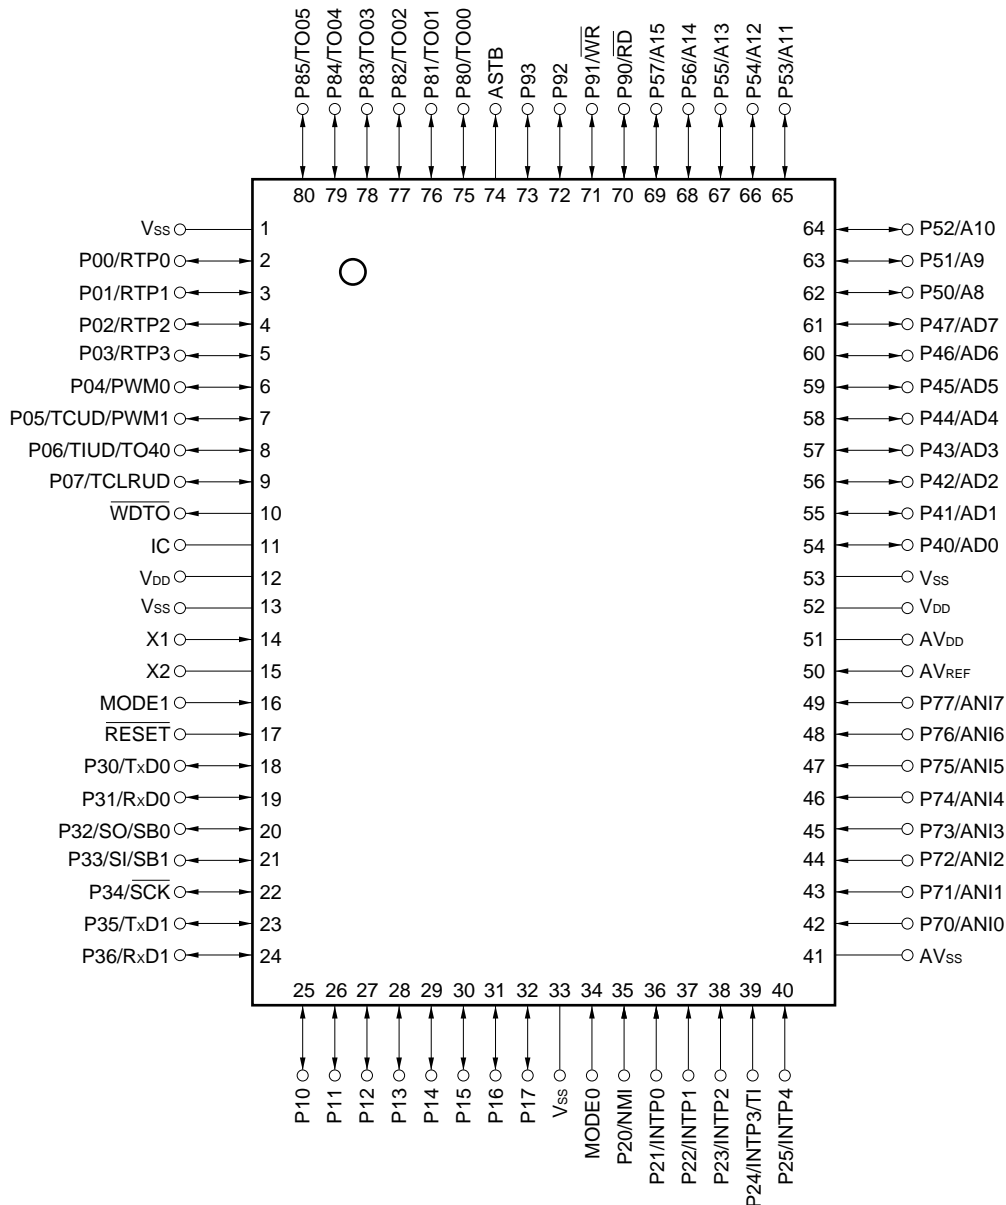 P85/TO05
P84/TO04
P83/TO03
P82/TO02
P81/TO01
P80/TO00
ASTB
P93
P92
P91/W̅R̅
P90/R̅D̅
P57/A15
P56/A14
P55/A13
P54/A12
P53/A11
80 79 78 77 76 75 74 73 72 71 70 69 68 67 66 65
VSS 1 64 P52/A10
P00/RTP0 2 63 P51/A9
P01/RTP1 3 62 P50/A8
P02/RTP2 4 61 P47/AD7
P03/RTP3 5 60 P46/AD6
P04/PWM0 6 59 P45/AD5
P05/TCUD/PWM1 7 58 P44/AD4
P06/TIUD/TO40 8 57 P43/AD3
P07/TCLRUD 9 56 P42/AD2
W̅D̅T̅O̅ 10 55 P41/AD1
IC 11 54 P40/AD0
VDD 12 53 VSS
VSS 13 52 VDD
X1 14 51 AVDD
X2 15 50 AVREF
MODE1 16 49 P77/ANI7
R̅E̅S̅E̅T̅ 17 48 P76/ANI6
P30/TxD0 18 47 P75/ANI5
P31/RxD0 19 46 P74/ANI4
P32/SO/SB0 20 45 P73/ANI3
P33/SI/SB1 21 44 P72/ANI2
P34/S̅C̅K̅ 22 43 P71/ANI1
P35/TxD1 23 42 P70/ANI0
P36/RxD1 24 41 AVSS
25 26 27 28 29 30 31 32 33 34 35 36 37 38 39 40
P10
P11
P12
P13
P14
P15
P16
P17
VSS
MODE0
P20/NMI
P21/INTP0
P22/INTP1
P23/INTP2
P24/INTP3/TI
P25/INTP4